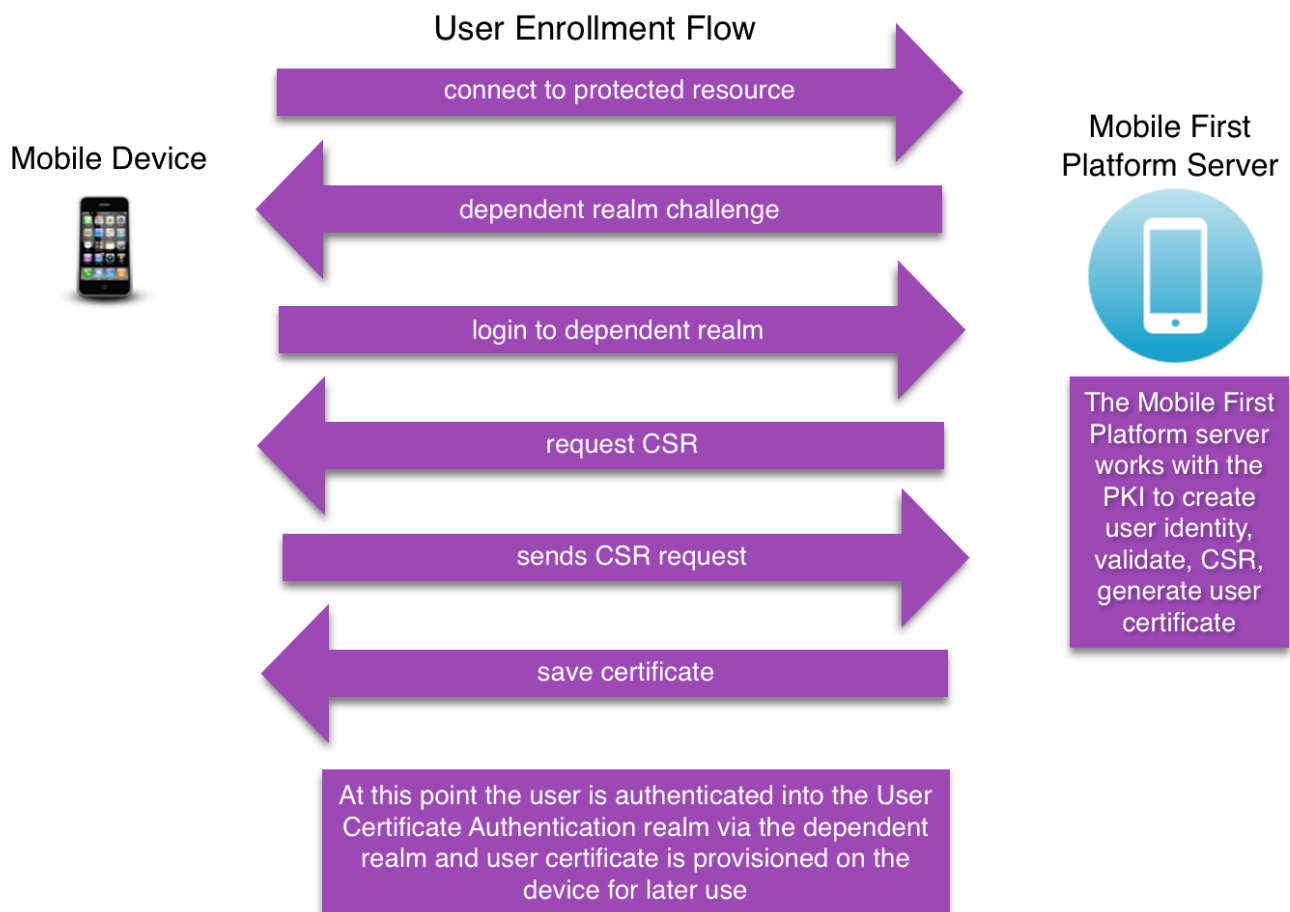 User Enrollment Flow
connect to protected resource
Mobile Device
Mobile First
Platform Server
dependent realm challenge
login to dependent realm
request CSR
The Mobile First
Platform server
works with the
PKI to create
user identity,
validate, CSR,
generate user
certificate
sends CSR request
save certificate
At this point the user is authenticated into the User
Certificate Authentication realm via the dependent
realm and user certificate is provisioned on the
device for later use